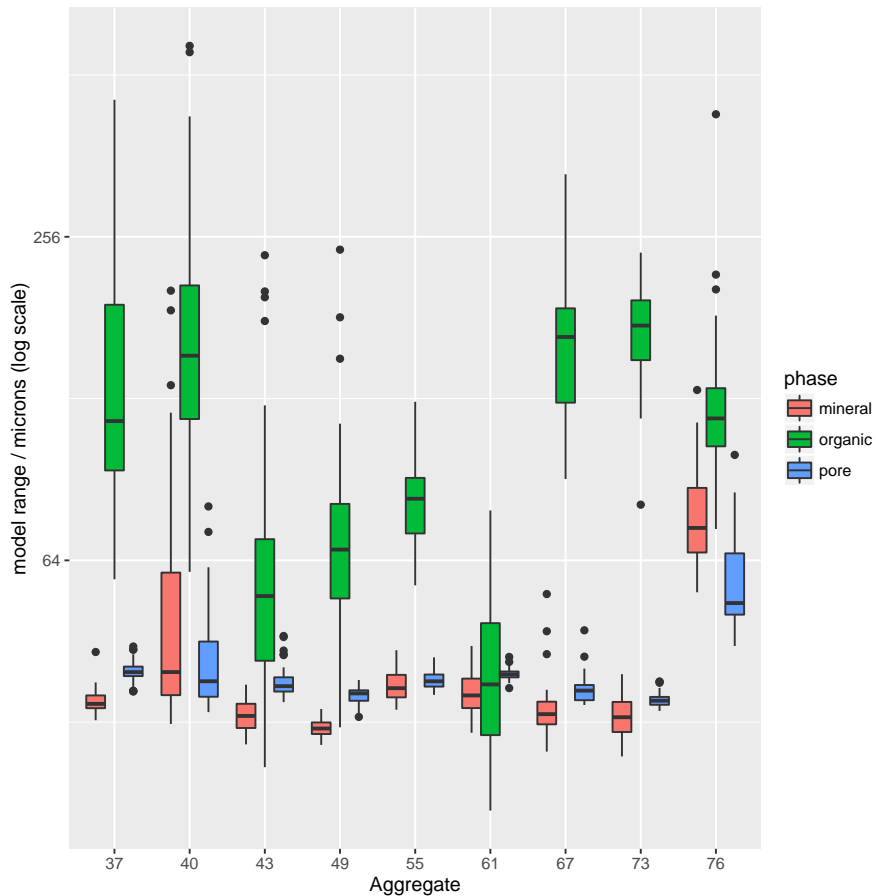 model range / microns (log scale)
256
64
37 40 43 49 55 61 67 73 76
Aggregate
phase
mineral
organic
pore